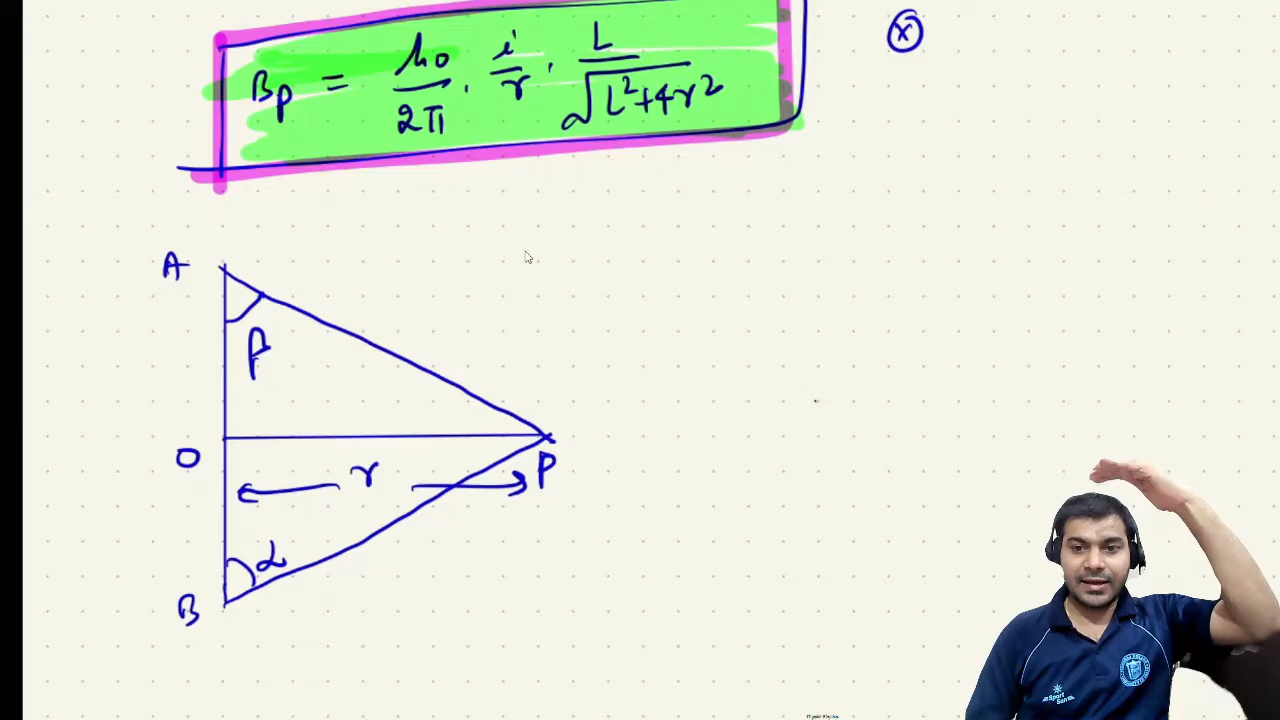 Bp = μ0/2π . i/r . L/√L²+4r²
x
A
β
O
r
P
α
B